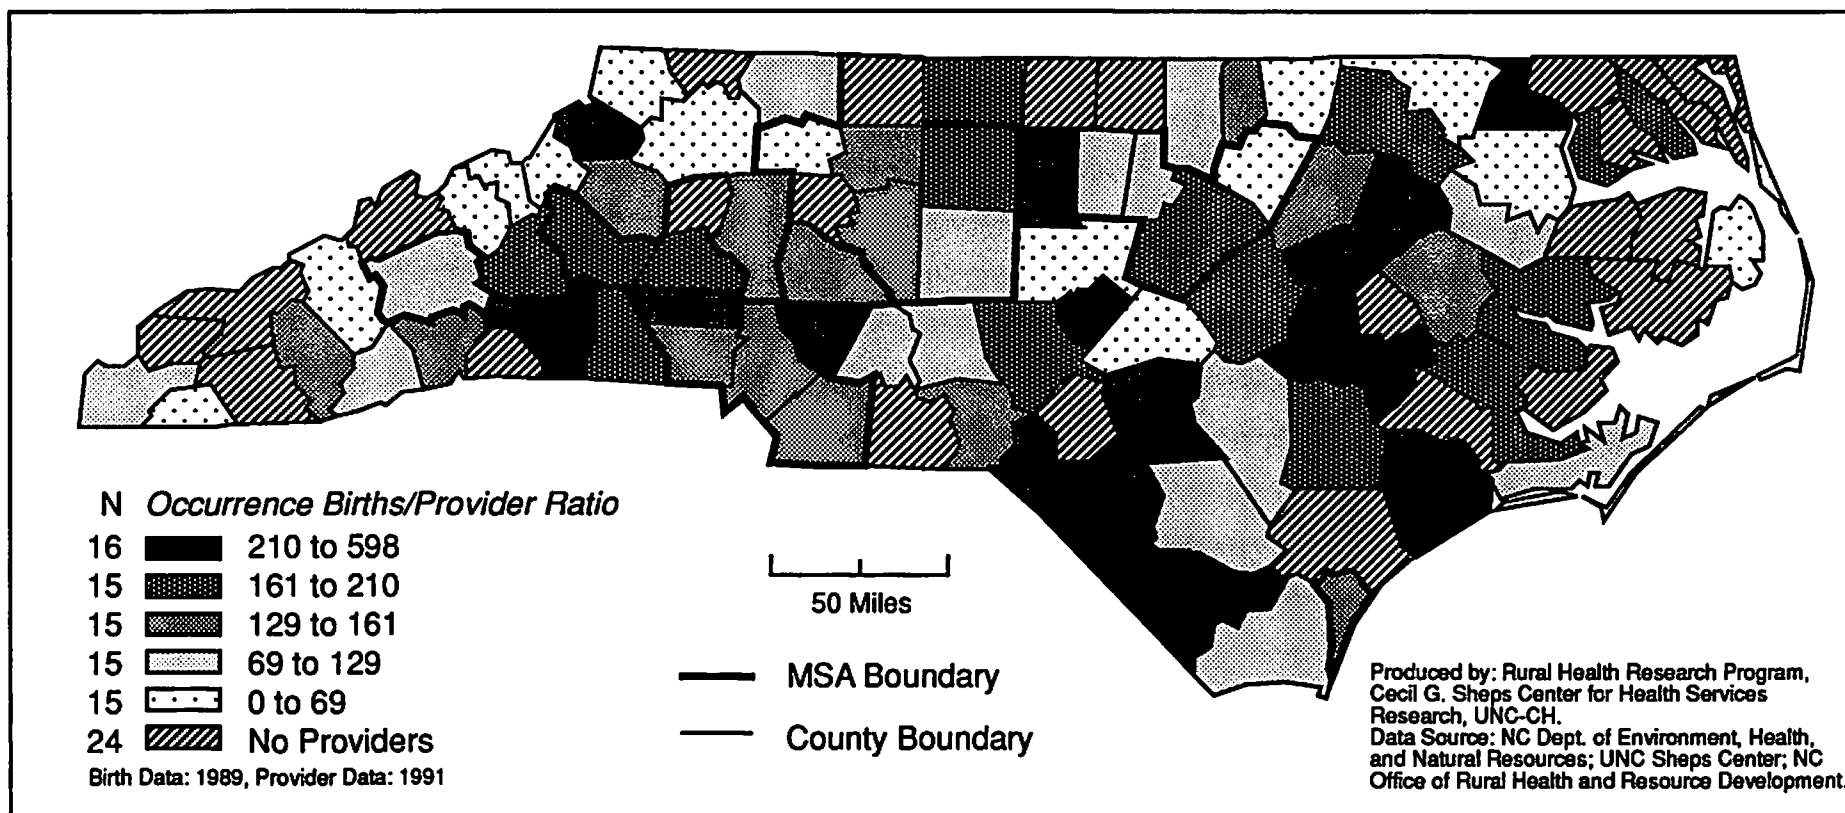 N Occurrence Births/Provider Ratio
16 210 to 598
15 161 to 210
15 129 to 161
15 69 to 129
15 0 to 69
24 No Providers
Birth Data: 1989, Provider Data: 1991
50 Miles
MSA Boundary
County Boundary
Produced by: Rural Health Research Program,
Cecil G. Sheps Center for Health Services
Research, UNC-CH.
Data Source: NC Dept. of Environment, Health,
and Natural Resources; UNC Sheps Center; NC
Office of Rural Health and Resource Development.